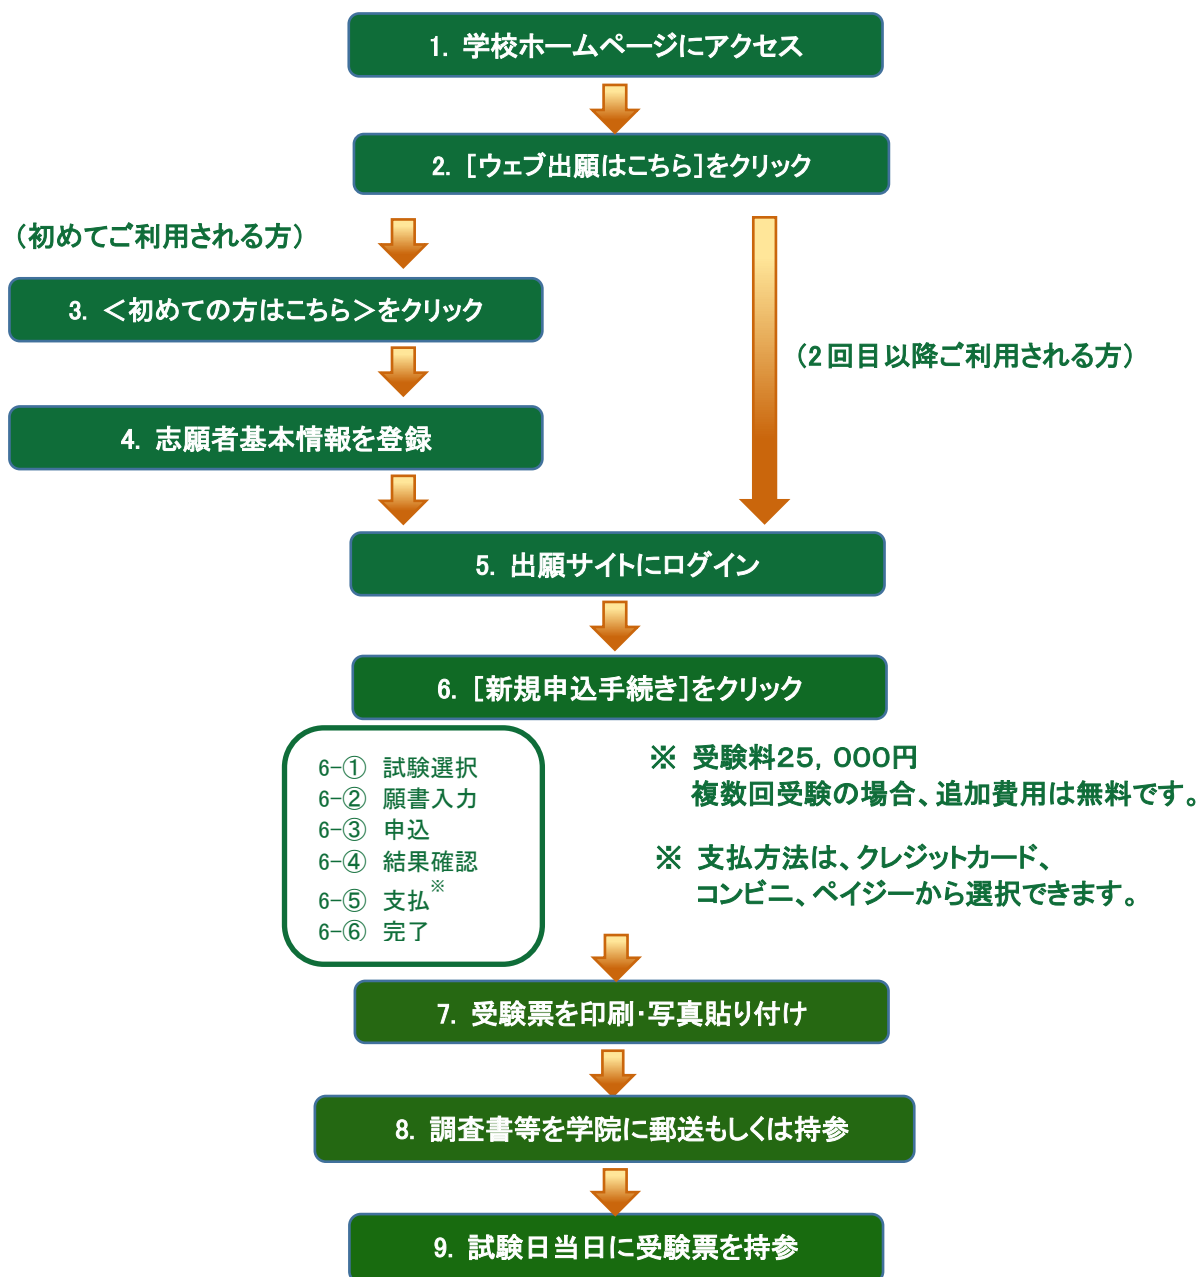 1. 学校ホームページにアクセス
2. [ウェブ出願はこちら]をクリック
(初めてご利用される方)
3. <初めての方はこちら>をクリック
(2回目以降ご利用される方)
4. 志願者基本情報を登録
5. 出願サイトにログイン
6. [新規申込手続き]をクリック
6-① 試験選択
6-② 願書入力
6-③ 申込
6-④ 結果確認
6-⑤ 支払※
6-⑥ 完了
※ 受験料25,000円
複数回受験の場合、追加費用は無料です。
※ 支払方法は、クレジットカード、
コンビニ、ペイジーから選択できます。
7. 受験票を印刷・写真貼り付け
8. 調査書等を学院に郵送もしくは持参
9. 試験日当日に受験票を持参